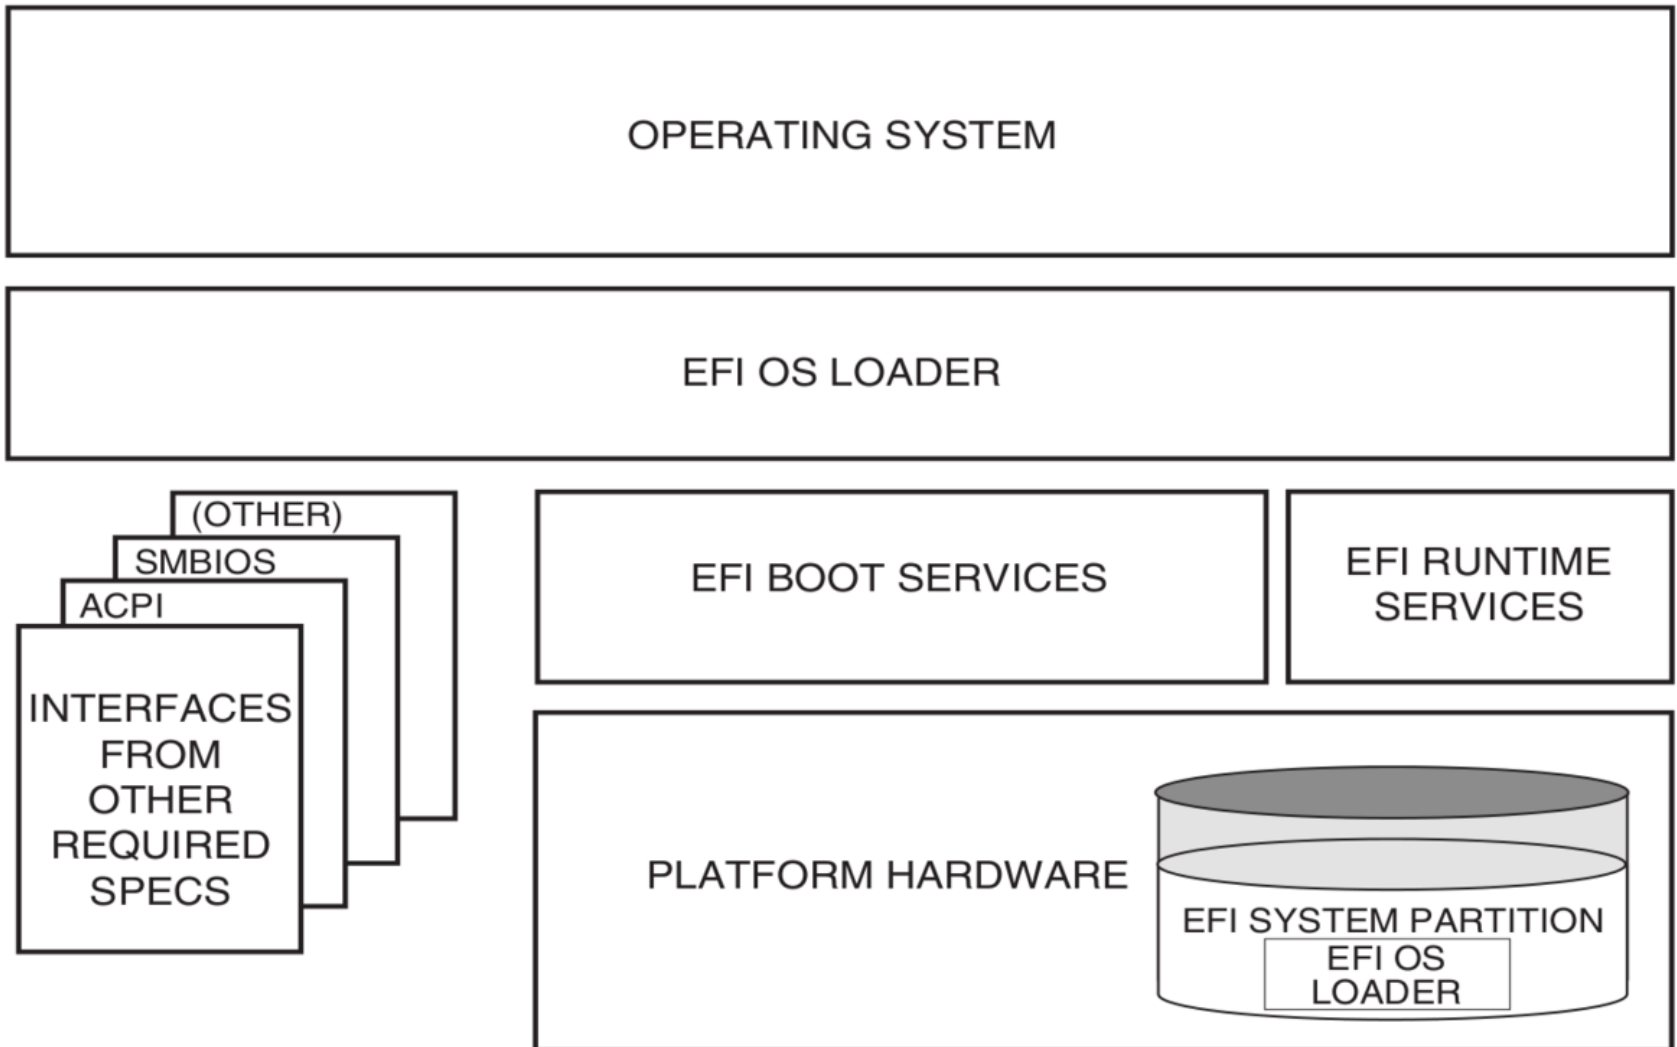 OPERATING SYSTEM
EFI OS LOADER
(OTHER)
SMBIOS
ACPI
INTERFACES
FROM
OTHER
REQUIRED
SPECS
EFI BOOT SERVICES
EFI RUNTIME
SERVICES
PLATFORM HARDWARE
EFI SYSTEM PARTITION
EFI OS
LOADER